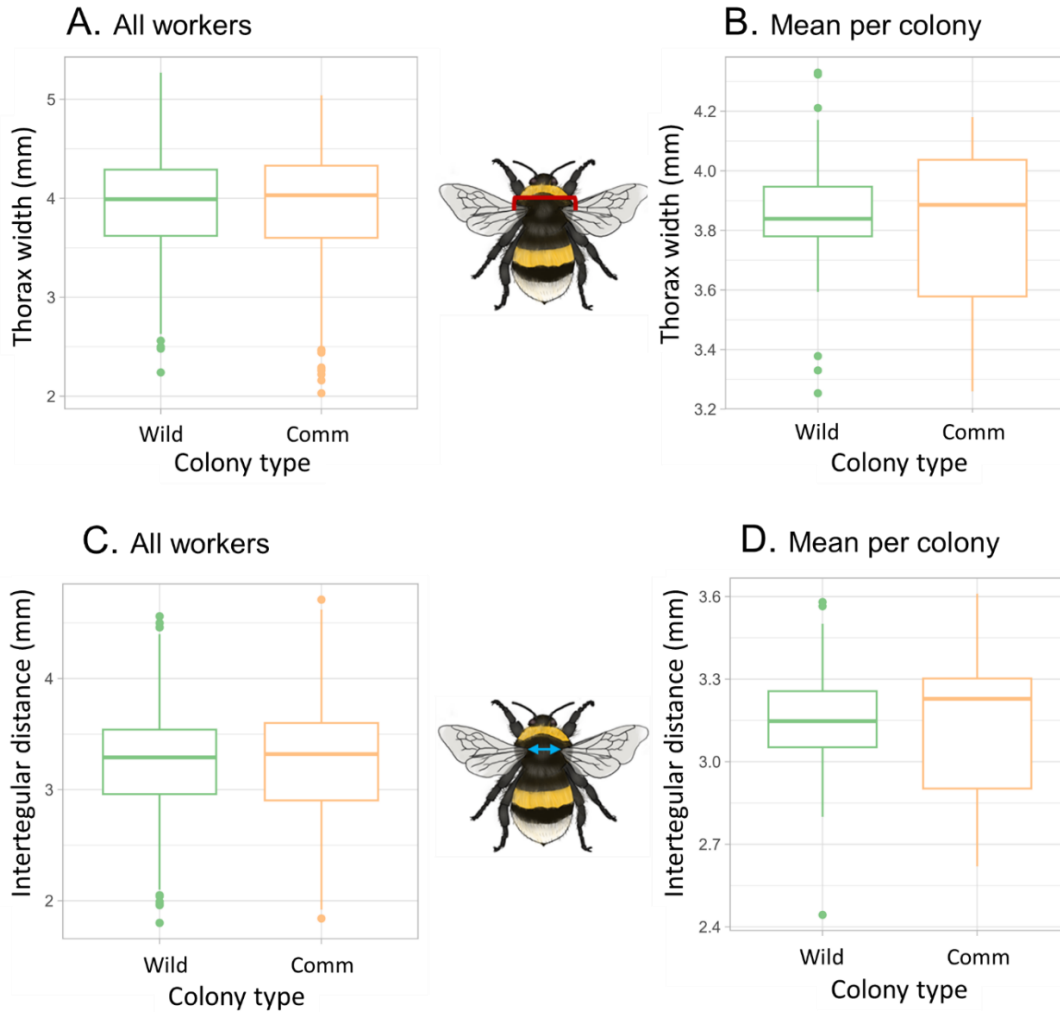 A. All workers
Thorax width (mm)
5
4
3
2
Wild Comm
Colony type
B. Mean per colony
Thorax width (mm)
4.2
4.0
3.8
3.6
3.4
3.2
Wild Comm
Colony type
C. All workers
Intertegular distance (mm)
4
3
2
Wild Comm
Colony type
D. Mean per colony
Intertegular distance (mm)
3.6
3.3
3.0
2.7
2.4
Wild Comm
Colony type